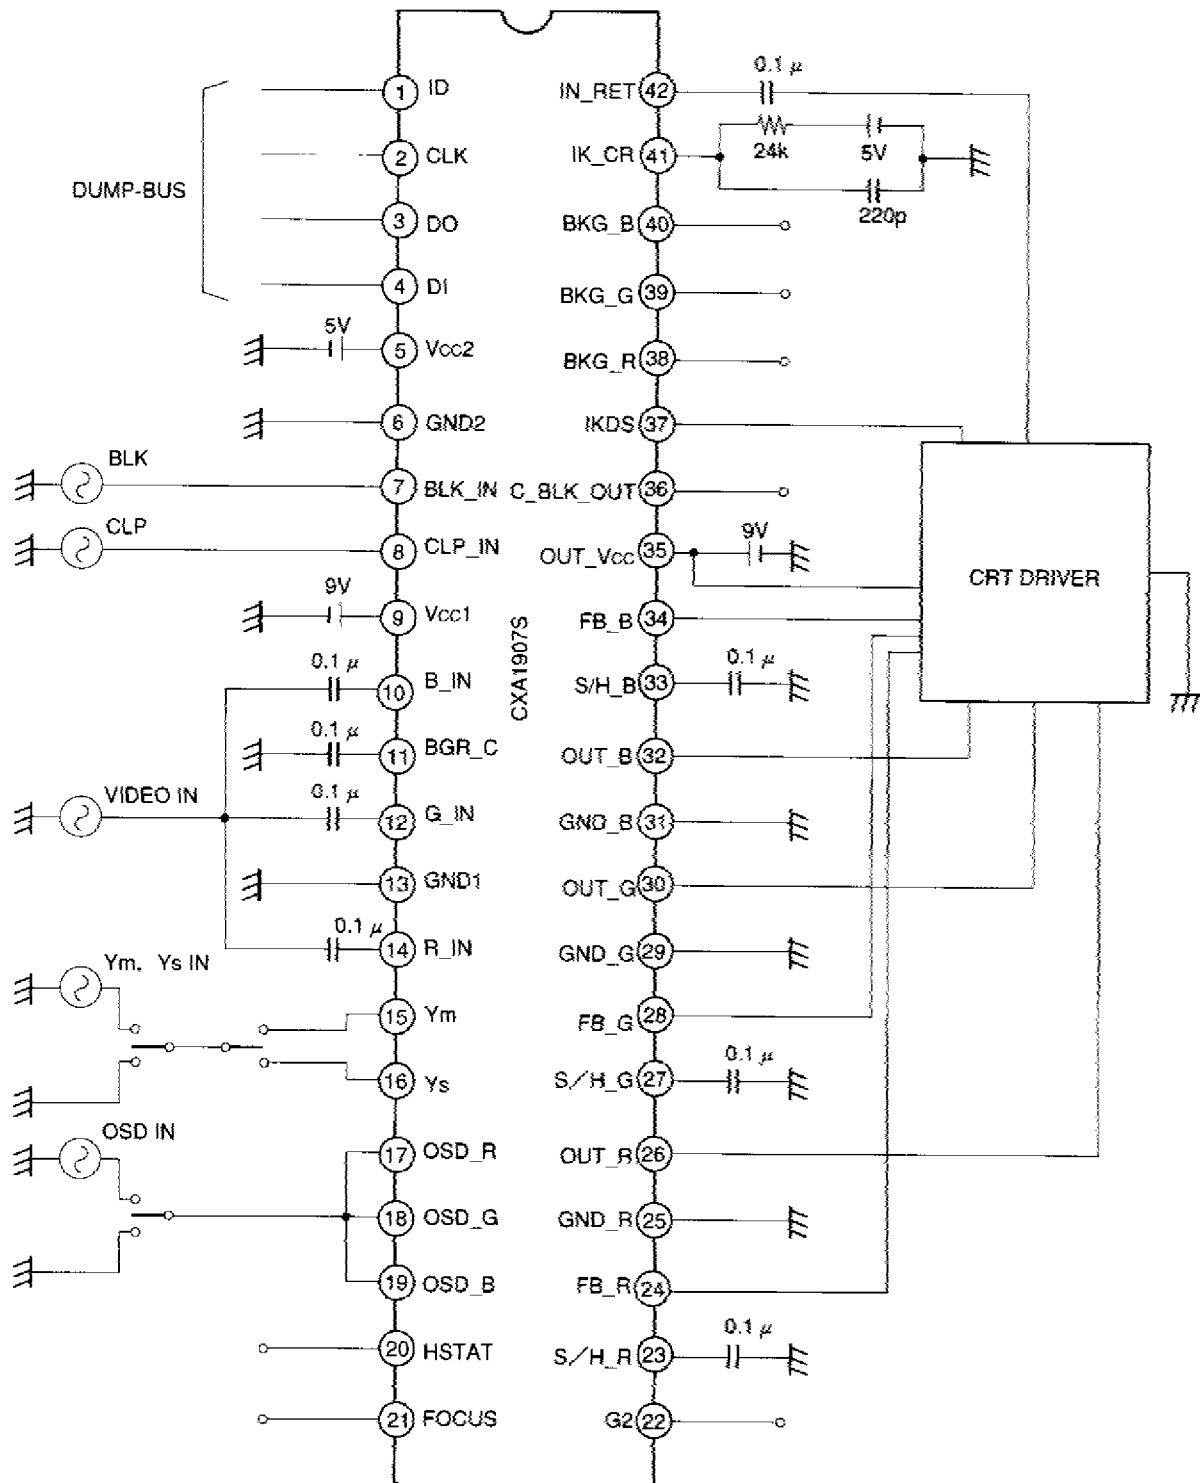 1 ID
2 CLK
DUMP-BUS
3 DO
4 DI
5V
5 Vcc2
6 GND2
BLK
7 BLK_IN
CLP
8 CLP_IN
9V
9 Vcc1
0.1 μ
10 B_IN
0.1 μ
11 BGR_C
VIDEO IN
0.1 μ
12 G_IN
13 GND1
0.1 μ
14 R_IN
Ym, Ys IN
15 Ym
16 Ys
OSD IN
17 OSD_R
18 OSD_G
19 OSD_B
20 HSTAT
21 FOCUS
CXA1907S
IN_RET 42
0.1 μ
IK_CR 41
24k
5V
220p
BKG_B 40
BKG_G 39
BKG_R 38
IKDS 37
C_BLK_OUT 36
OUT_Vcc 35
9V
CRT DRIVER
FB_B 34
S/H_B 33
0.1 μ
OUT_B 32
GND_B 31
OUT_G 30
GND_G 29
FB_G 28
S/H_G 27
0.1 μ
OUT_R 26
GND_R 25
FB_R 24
S/H_R 23
0.1 μ
G2 22